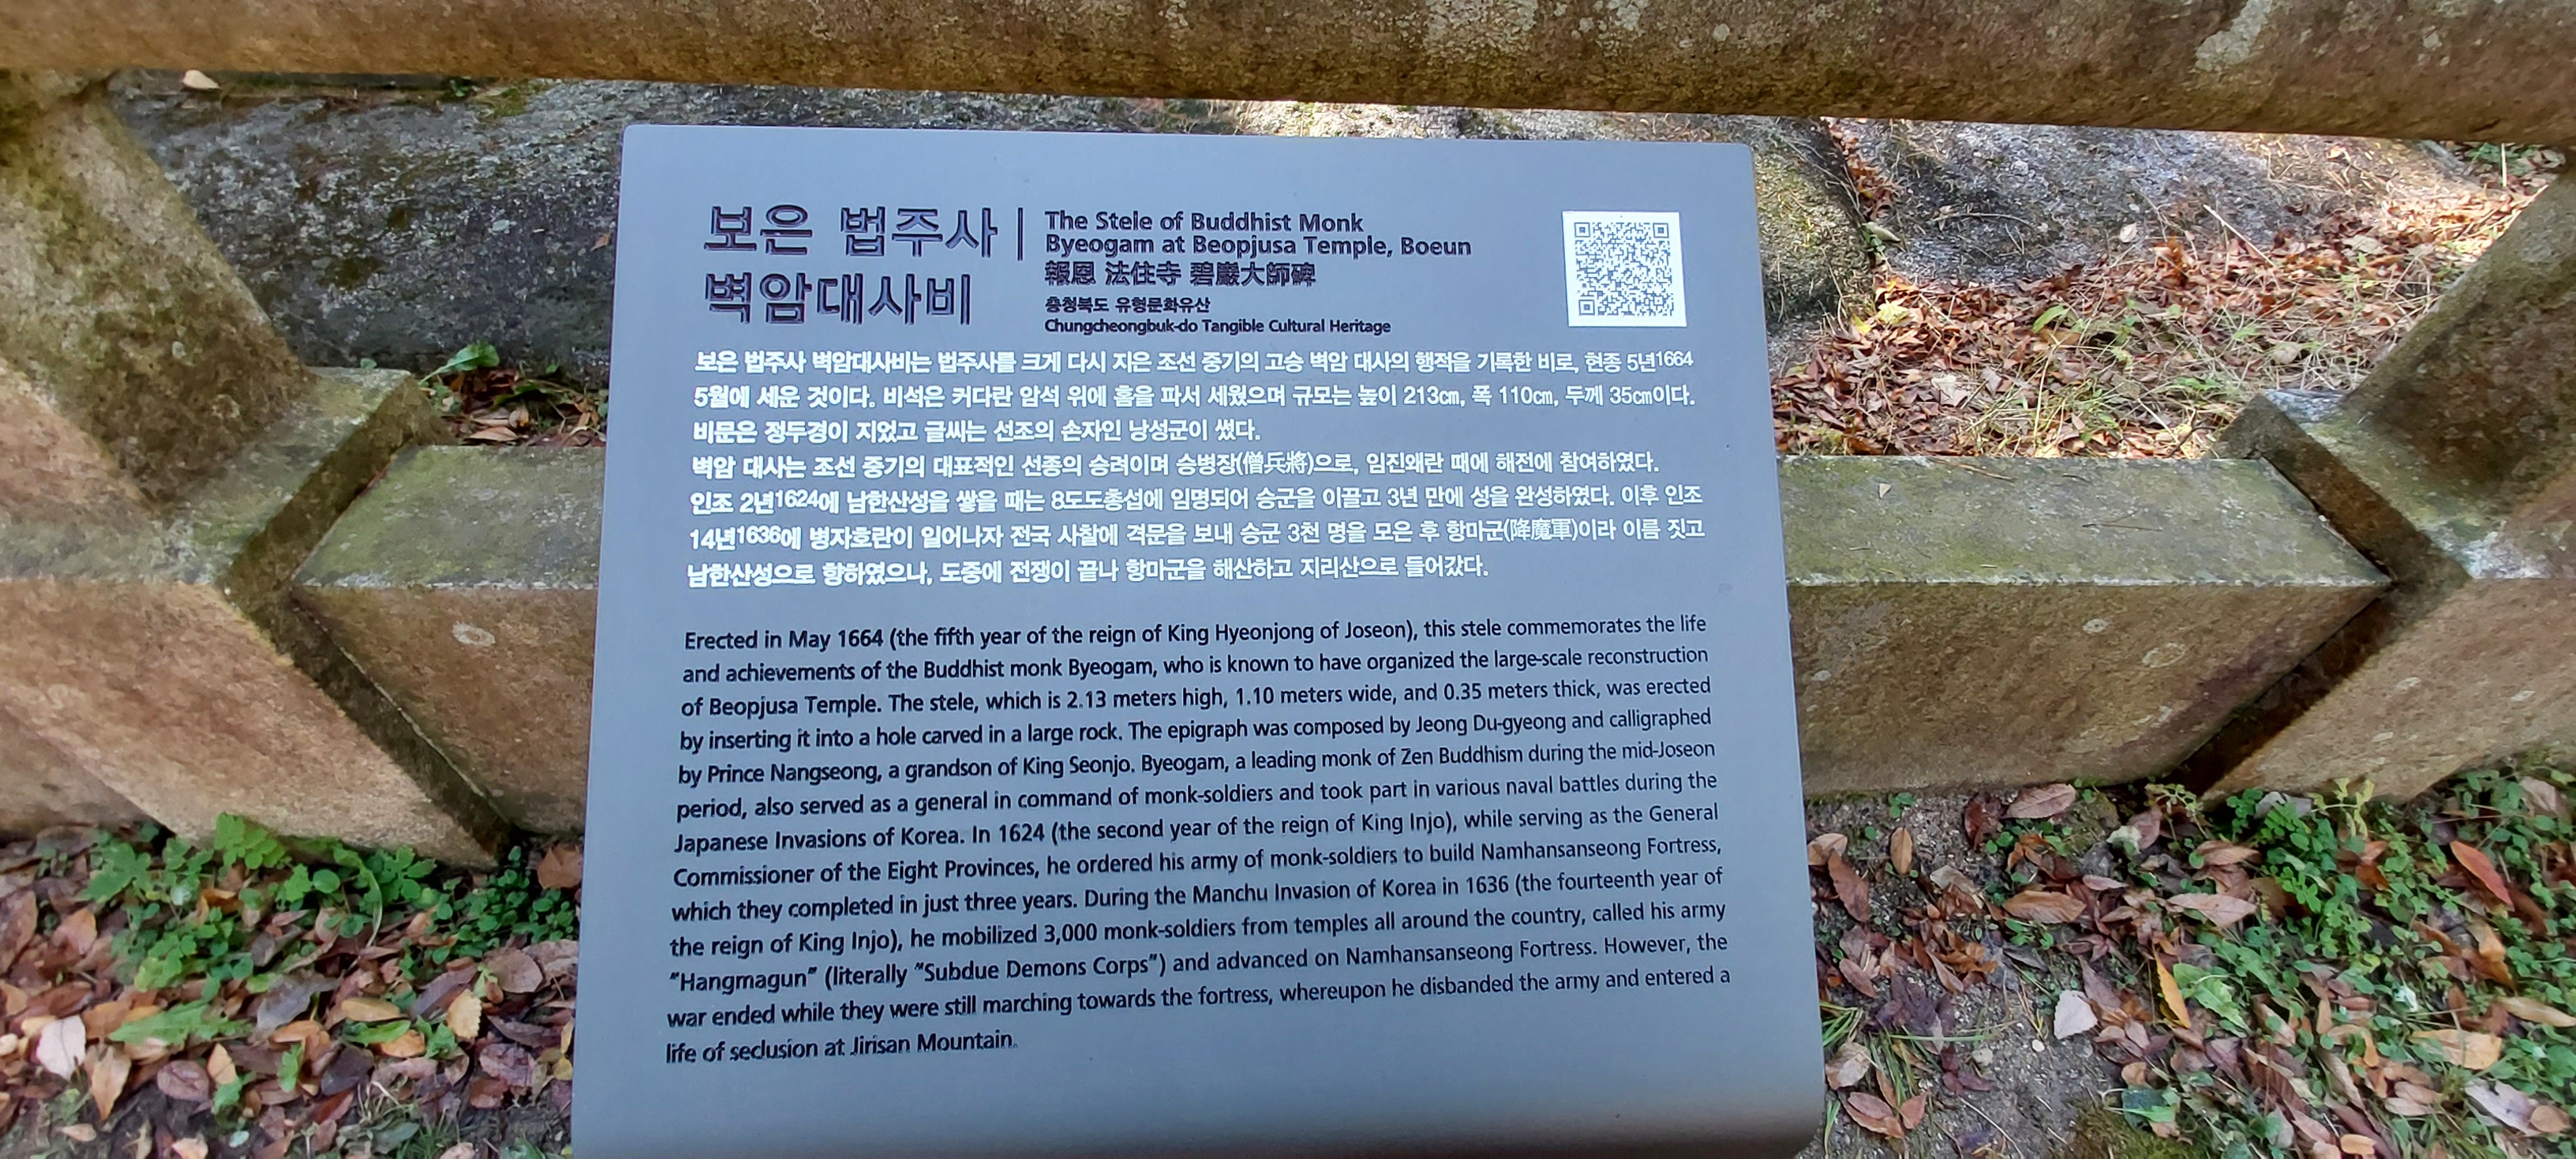 보은 법주사
벽암대사비
The Stele of Buddhist Monk
Byeogam at Beopjusa Temple, Boeun
報恩 法住寺 碧巖大師碑
충청북도 유형문화유산
Chungcheongbuk-do Tangible Cultural Heritage
보은 법주사 벽암대사비는 법주사를 크게 다시 지은 조선 중기의 고승 벽암 대사의 행적을 기록한 비로, 현종 5년1664
5월에 세운 것이다. 비석은 커다란 암석 위에 홈을 파서 세웠으며 규모는 높이 213㎝, 폭 110㎝, 두께 35㎝이다.
비문은 정두경이 지었고 글씨는 선조의 손자인 낭성군이 썼다.
벽암 대사는 조선 중기의 대표적인 선종의 승려이며 승병장(僧兵將)으로, 임진왜란 때에 해전에 참여하였다.
인조 2년1624에 남한산성을 쌓을 때는 8도도총섭에 임명되어 승군을 이끌고 3년 만에 성을 완성하였다. 이후 인조
14년1636에 병자호란이 일어나자 전국 사찰에 격문을 보내 승군 3천 명을 모은 후 항마군(降魔軍)이라 이름 짓고
남한산성으로 향하였으나, 도중에 전쟁이 끝나 항마군을 해산하고 지리산으로 들어갔다.
Erected in May 1664 (the fifth year of the reign of King Hyeonjong of Joseon), this stele commemorates the life
and achievements of the Buddhist monk Byeogam, who is known to have organized the large-scale reconstruction
of Beopjusa Temple. The stele, which is 2.13 meters high, 1.10 meters wide, and 0.35 meters thick, was erected
by inserting it into a hole carved in a large rock. The epigraph was composed by Jeong Du-gyeong and calligraphed
by Prince Nangseong, a grandson of King Seonjo. Byeogam, a leading monk of Zen Buddhism during the mid-Joseon
period, also served as a general in command of monk-soldiers and took part in various naval battles during the
Japanese Invasions of Korea. In 1624 (the second year of the reign of King Injo), while serving as the General
Commissioner of the Eight Provinces, he ordered his army of monk-soldiers to build Namhansanseong Fortress,
which they completed in just three years. During the Manchu Invasion of Korea in 1636 (the fourteenth year of
the reign of King Injo), he mobilized 3,000 monk-soldiers from temples all around the country, called his army
"Hangmagun" (literally "Subdue Demons Corps") and advanced on Namhansanseong Fortress. However, the
war ended while they were still marching towards the fortress, whereupon he disbanded the army and entered a
life of seclusion at Jirisan Mountain.